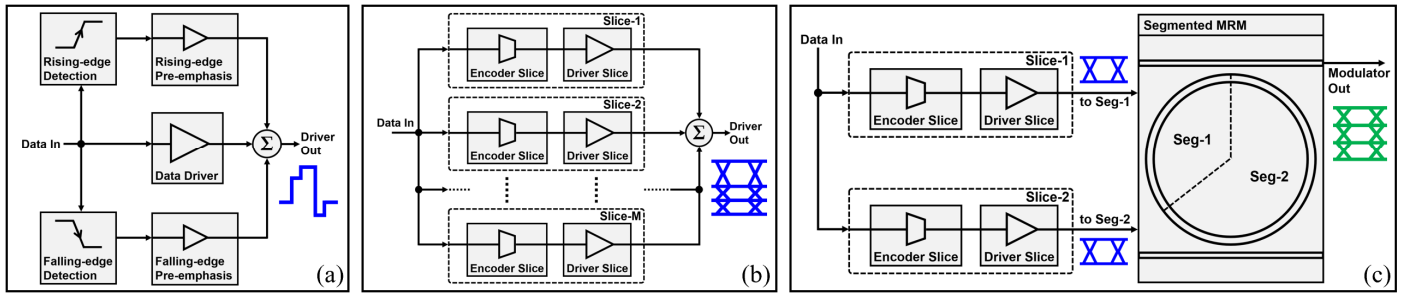 Rising-edge
Detection
Rising-edge
Pre-emphasis
Data In
Data Driver
Σ
Driver
Out
Falling-edge
Detection
Falling-edge
Pre-emphasis
(a)
Slice-1
Encoder Slice
Driver Slice
Slice-2
Data In
Encoder Slice
Driver Slice
Σ
Driver
Out
Slice-M
Encoder Slice
Driver Slice
(b)
Data In
Slice-1
Encoder Slice
Driver Slice
to Seg-1
Slice-2
Encoder Slice
Driver Slice
to Seg-2
Segmented MRM
Seg-1
Seg-2
Modulator
Out
(c)